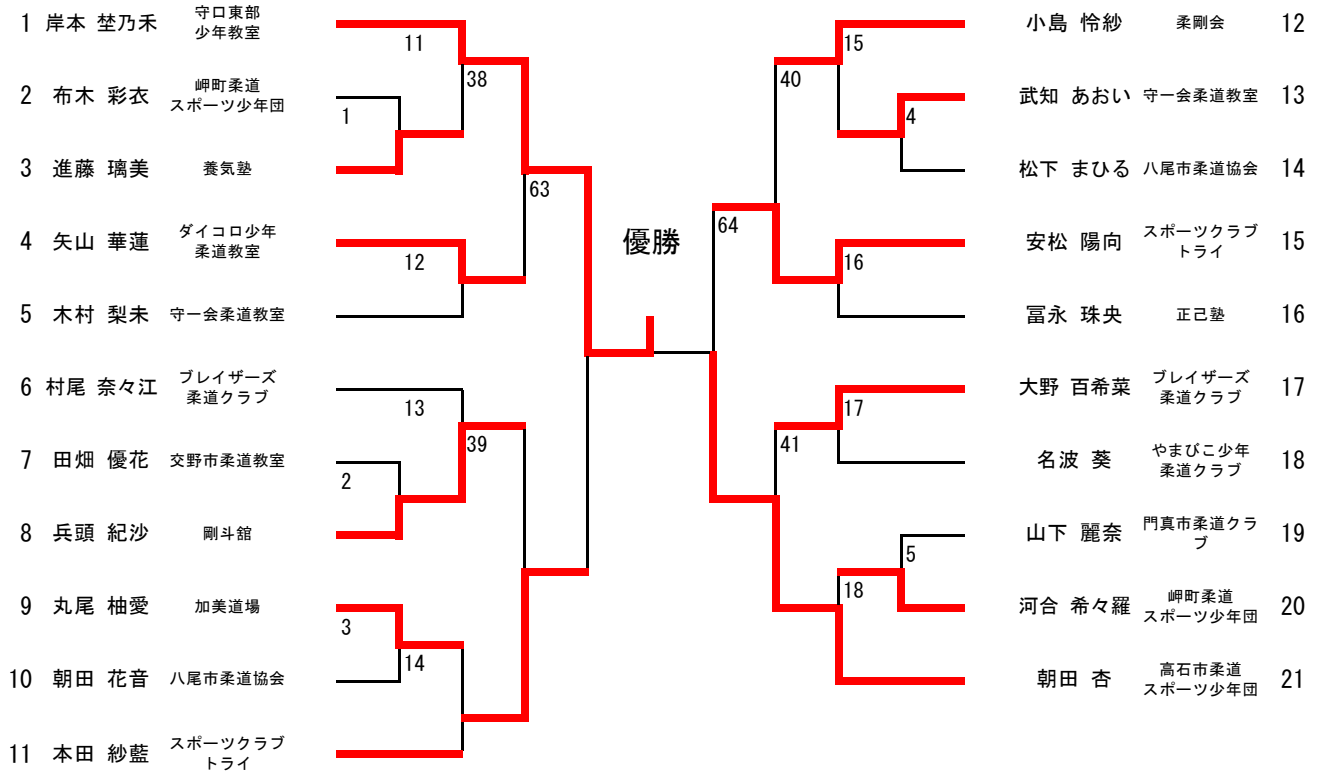 1 岸本 埜乃禾 守口東部
少年教室
2 布木 彩衣 岬町柔道
スポーツ少年団
3 進藤 璃美 養気塾
4 矢山 華蓮 ダイコロ少年
柔道教室
5 木村 梨未 守一会柔道教室
6 村尾 奈々江 ブレイザーズ
柔道クラブ
7 田畑 優花 交野市柔道教室
8 兵頭 紀沙 剛斗舘
9 丸尾 柚愛 加美道場
10 朝田 花音 八尾市柔道協会
11 本田 紗藍 スポーツクラブ
トライ
11
1
38
12
63
13
2
39
3
14
優勝
64
40
15
4
16
41
17
5
18
小島 怜紗 柔剛会 12
武知 あおい 守一会柔道教室 13
松下 まひる 八尾市柔道協会 14
安松 陽向 スポーツクラブ
トライ 15
冨永 珠央 正己塾 16
大野 百希菜 ブレイザーズ
柔道クラブ 17
名波 葵 やまびこ少年
柔道クラブ 18
山下 麗奈 門真市柔道クラ
ブ 19
河合 希々羅 岬町柔道
スポーツ少年団 20
朝田 杏 高石市柔道
スポーツ少年団 21